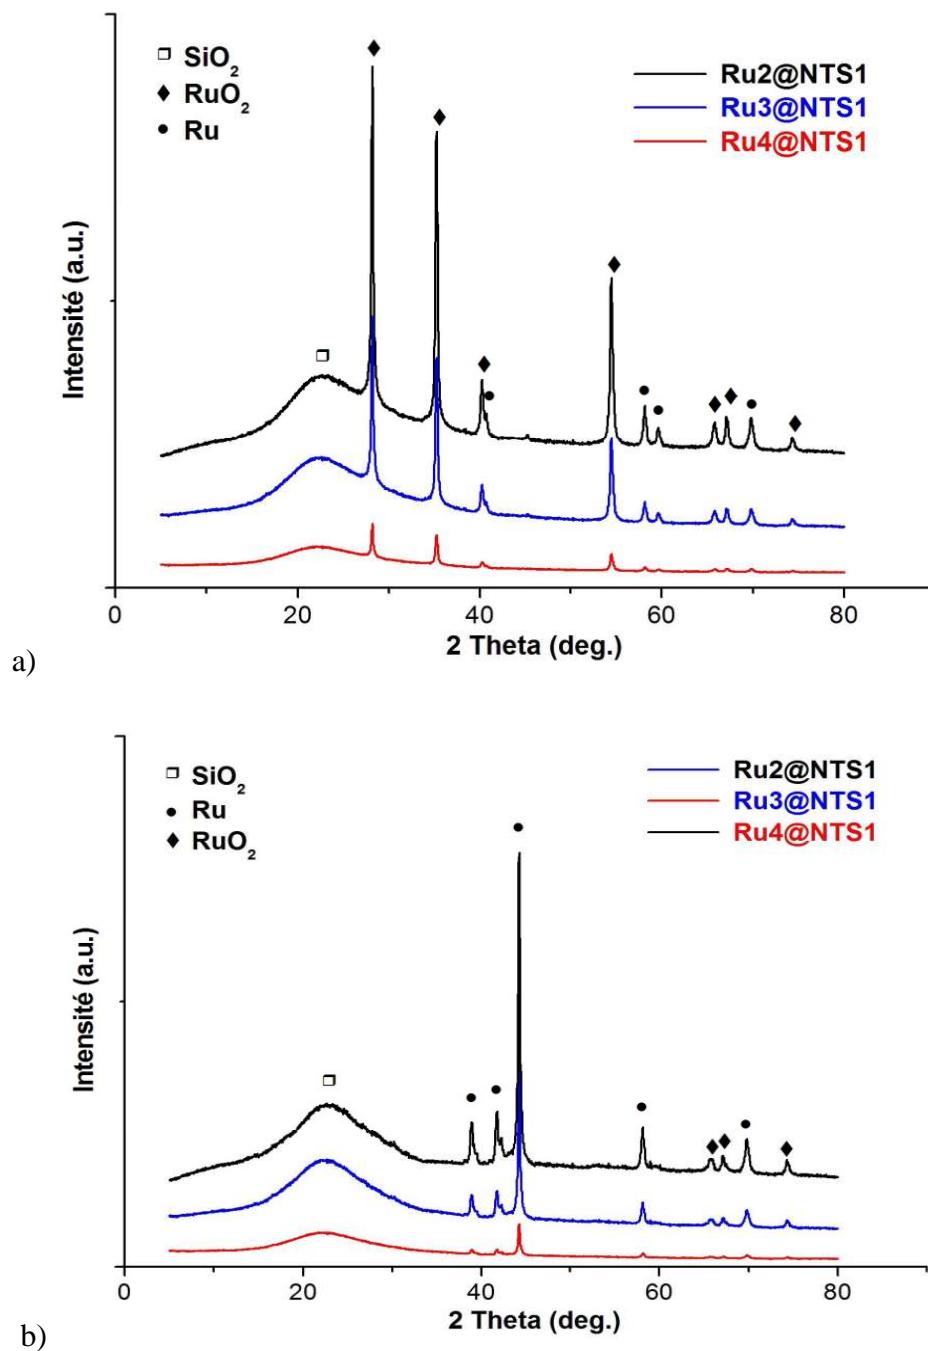 SiO2
RuO2
Ru
Ru2@NTS1
Ru3@NTS1
Ru4@NTS1
Intensité (a.u.)
0 20 40 60 80
2 Theta (deg.)
a)
SiO2
Ru
RuO2
Ru2@NTS1
Ru3@NTS1
Ru4@NTS1
Intensité (a.u.)
0 20 40 60 80
2 Theta (deg.)
b)